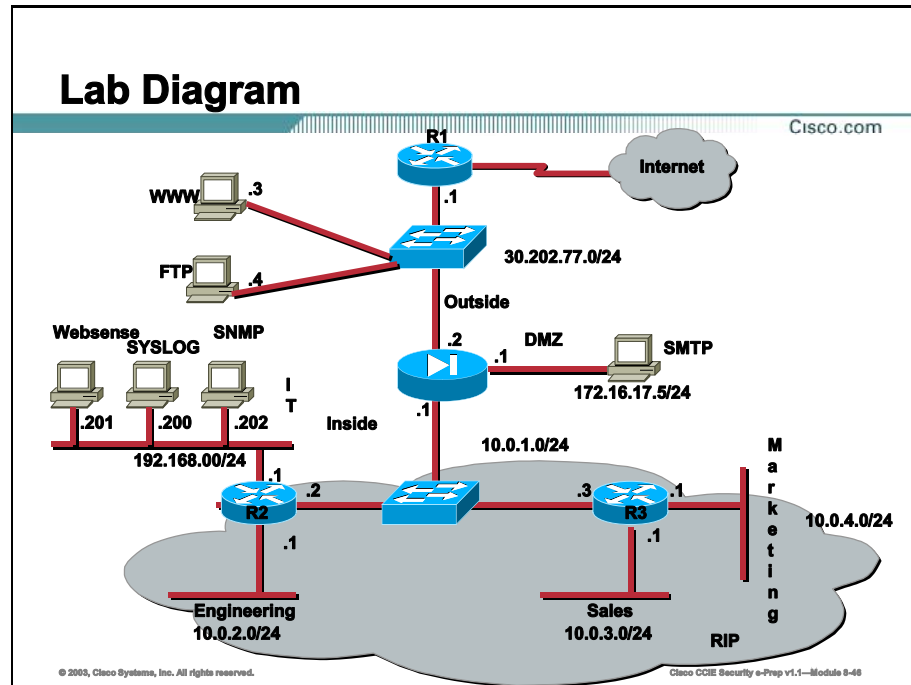 Lab Diagram
Cisco.com
R1
Internet
.1
WWW
.3
30.202.77.0/24
FTP
.4
Outside
Websense
SYSLOG
SNMP
.2
DMZ
.1
SMTP
172.16.17.5/24
IT
.201
.200
.202
Inside
.1
192.168.00/24
10.0.1.0/24
Marketing
.1
.2
R2
.3
.1
R3
10.0.4.0/24
.1
.1
Engineering
10.0.2.0/24
Sales
10.0.3.0/24
RIP
© 2003, Cisco Systems, Inc. All rights reserved.
Cisco CCIE Security e-Prep v1.1—Module 8-46